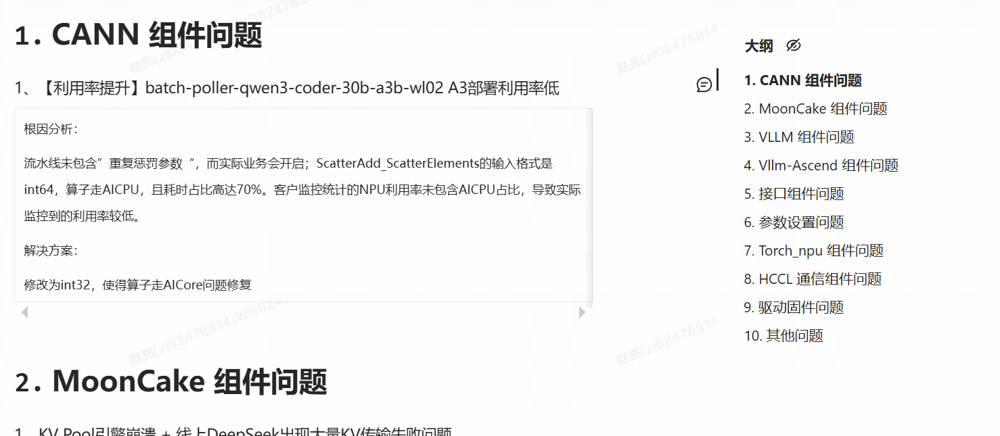 1. CANN 组件问题
1、【利用率提升】batch-poller-qwen3-coder-30b-a3b-wl02 A3部署利用率低
根因分析：
流水线未包含”重复惩罚参数“，而实际业务会开启；ScatterAdd_ScatterElements的输入格式是
int64，算子走AICPU，且耗时占比高达70%。客户监控统计的NPU利用率未包含AICPU占比，导致实际
监控到的利用率较低。
解决方案：
修改为int32，使得算子走AICore问题修复
2. MoonCake 组件问题
1、KV Pool引擎崩溃 + 线上DeepSeek出现大量KV传输失败问题
大纲
1. CANN 组件问题
2. MoonCake 组件问题
3. VLLM 组件问题
4. Vllm-Ascend 组件问题
5. 接口组件问题
6. 参数设置问题
7. Torch_npu 组件问题
8. HCCL 通信组件问题
9. 驱动固件问题
10. 其他问题
赵亮(zl02476814)
赵亮(zl02476814)WB024
赵亮(zl02476814)